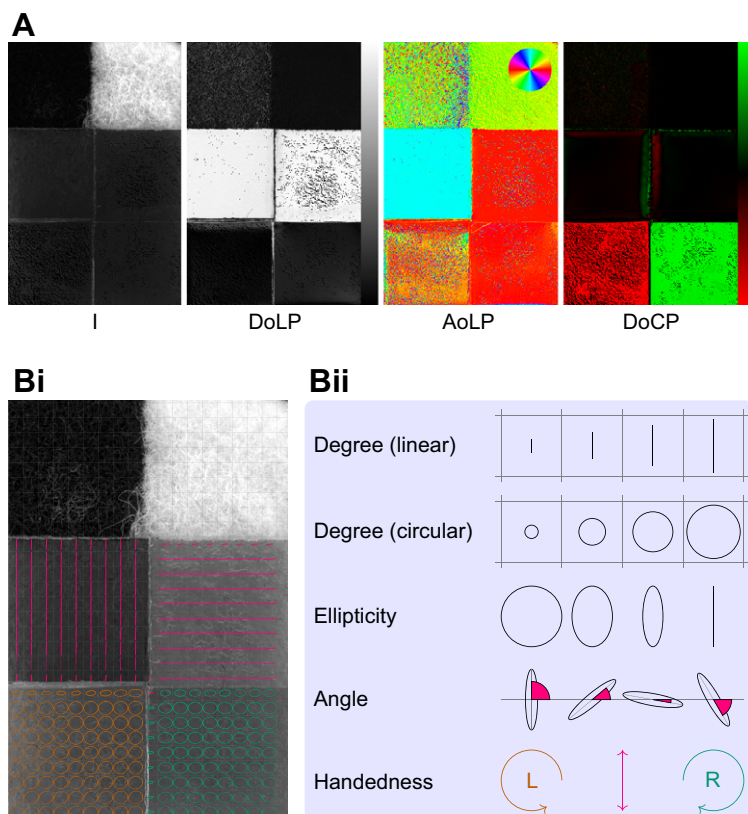 A
I DoLP AoLP DoCP
Bi Bii
Degree (linear)
Degree (circular)
Ellipticity
Angle
Handedness L R